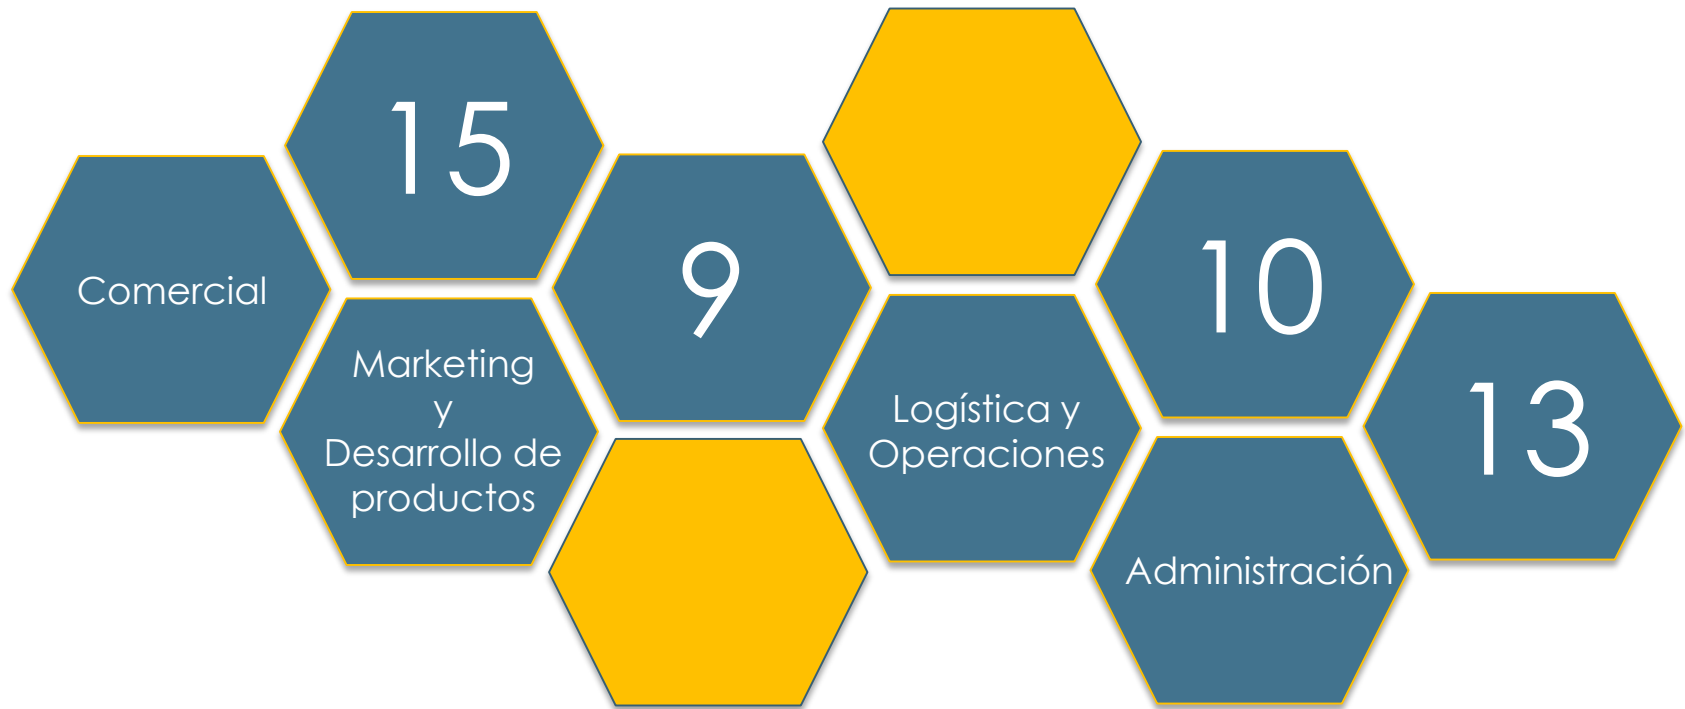 Comercial
15
Marketing
y
Desarrollo de
productos
9
Logística y
Operaciones
10
Administración
13